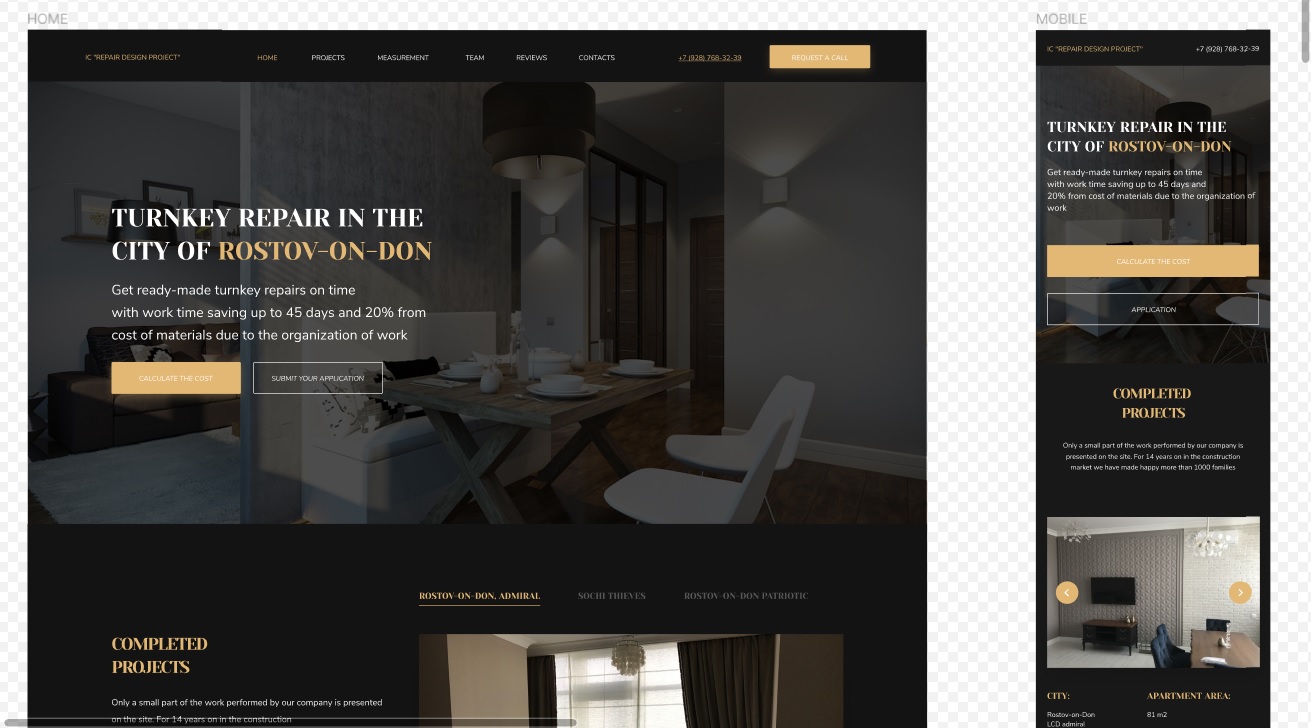 HOME
IC "REPAIR DESIGN PROJECT"
HOME
PROJECTS
MEASUREMENT
TEAM
REVIEWS
CONTACTS
+7 (928) 768-32-39
REQUEST A CALL
TURNKEY REPAIR IN THE
CITY OF ROSTOV-ON-DON
Get ready-made turnkey repairs on time
with work time saving up to 45 days and 20% from
cost of materials due to the organization of work
CALCULATE THE COST
SUBMIT YOUR APPLICATION
ROSTOV-ON-DON, ADMIRAL
SOCHI THIEVES
ROSTOV-ON-DON PATRIOTIC
COMPLETED
PROJECTS
Only a small part of the work performed by our company is presented
on the site. For 14 years on in the construction
MOBILE
IC "REPAIR DESIGN PROJECT"
+7 (928) 768-32-39
TURNKEY REPAIR IN THE
CITY OF ROSTOV-ON-DON
Get ready-made turnkey repairs on time
with work time saving up to 45 days and
20% from cost of materials due to the organization of
work
CALCULATE THE COST
APPLICATION
COMPLETED
PROJECTS
Only a small part of the work performed by our company is
presented on the site. For 14 years on in the construction
market we have made happy more than 1000 families
CITY:
APARTMENT AREA:
Rostov-on-Don
81 m2
LCD admiral